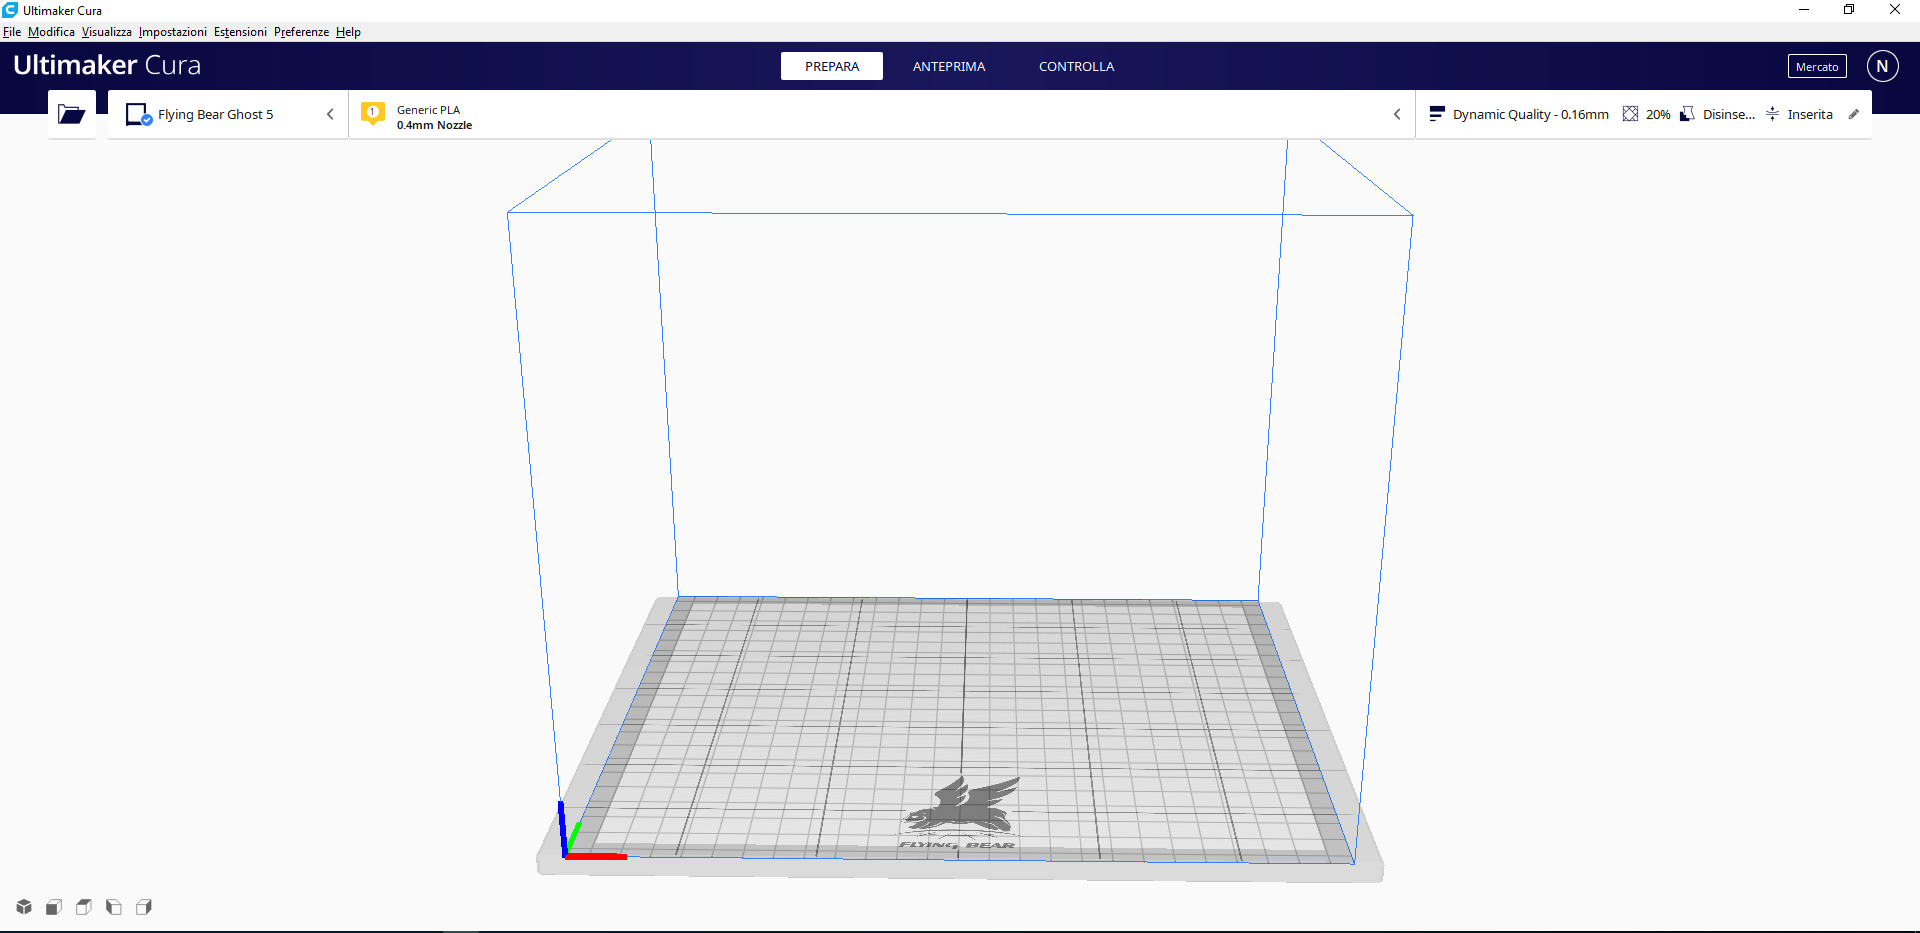 Ultimaker Cura
File Modifica Visualizza Impostazioni Estensioni Preferenze Help
Ultimaker Cura
PREPARA ANTEPRIMA CONTROLLA
Mercato N
Flying Bear Ghost 5
1 Generic PLA
0.4mm Nozzle
Dynamic Quality - 0.16mm 20% Disinse... Inserita
FLYING BEAR